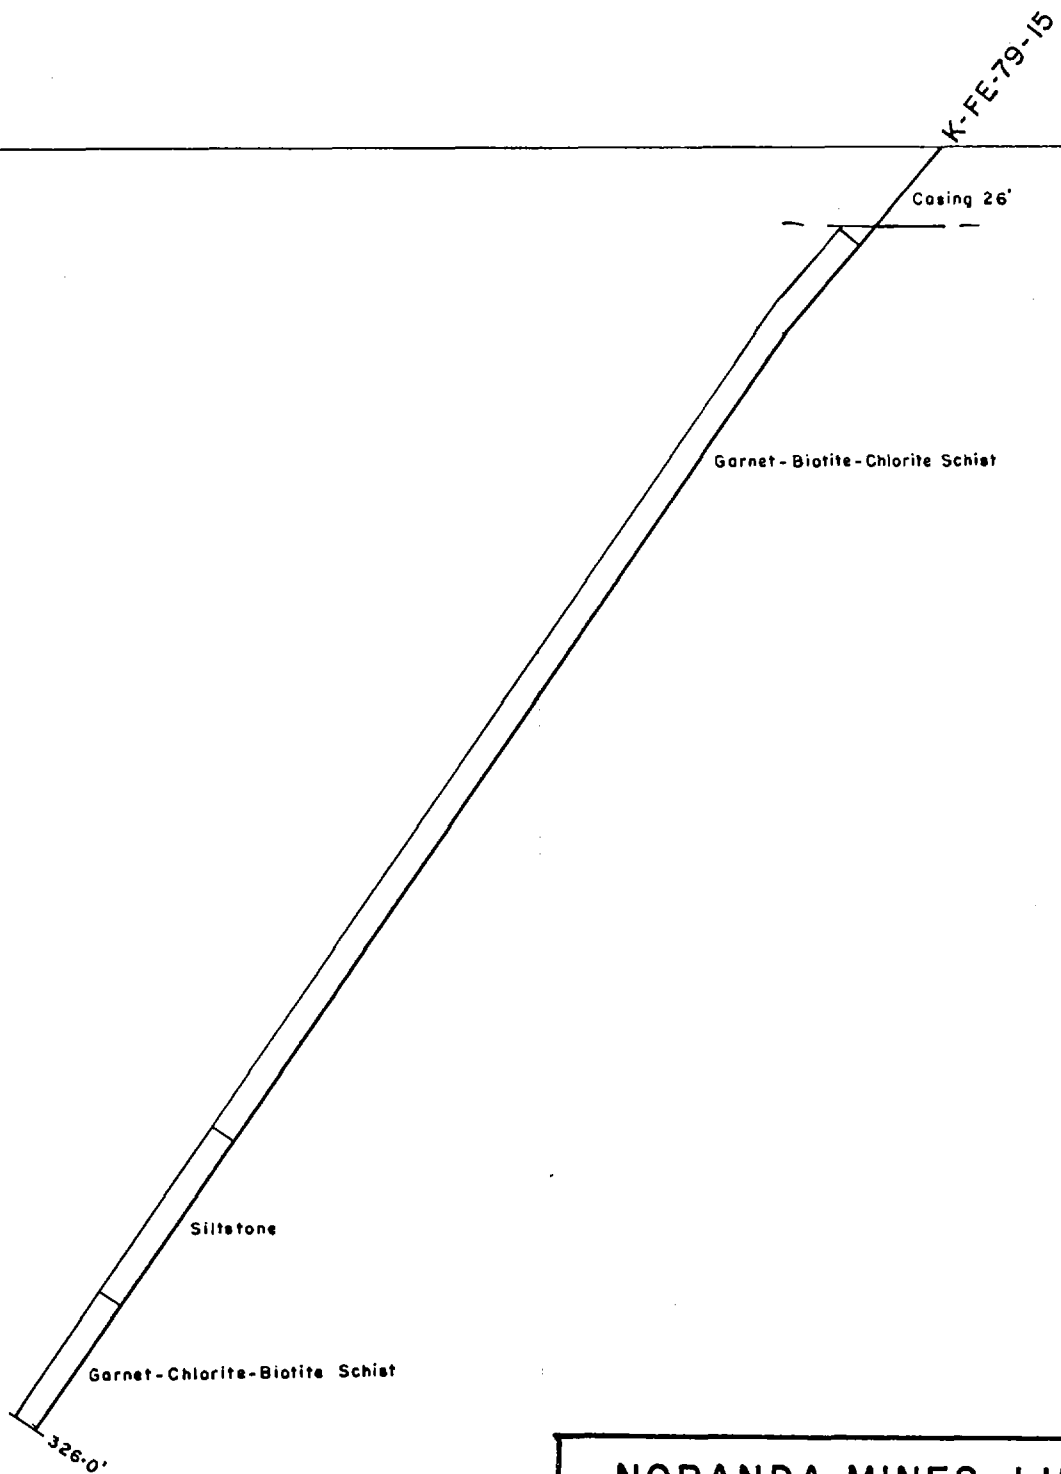 K-FE-79-15
Casing 26'
Garnet-Biotite-Chlorite Schist
Siltstone
Garnet-Chlorite-Biotite Schist
326.0'
NORANDA MINES